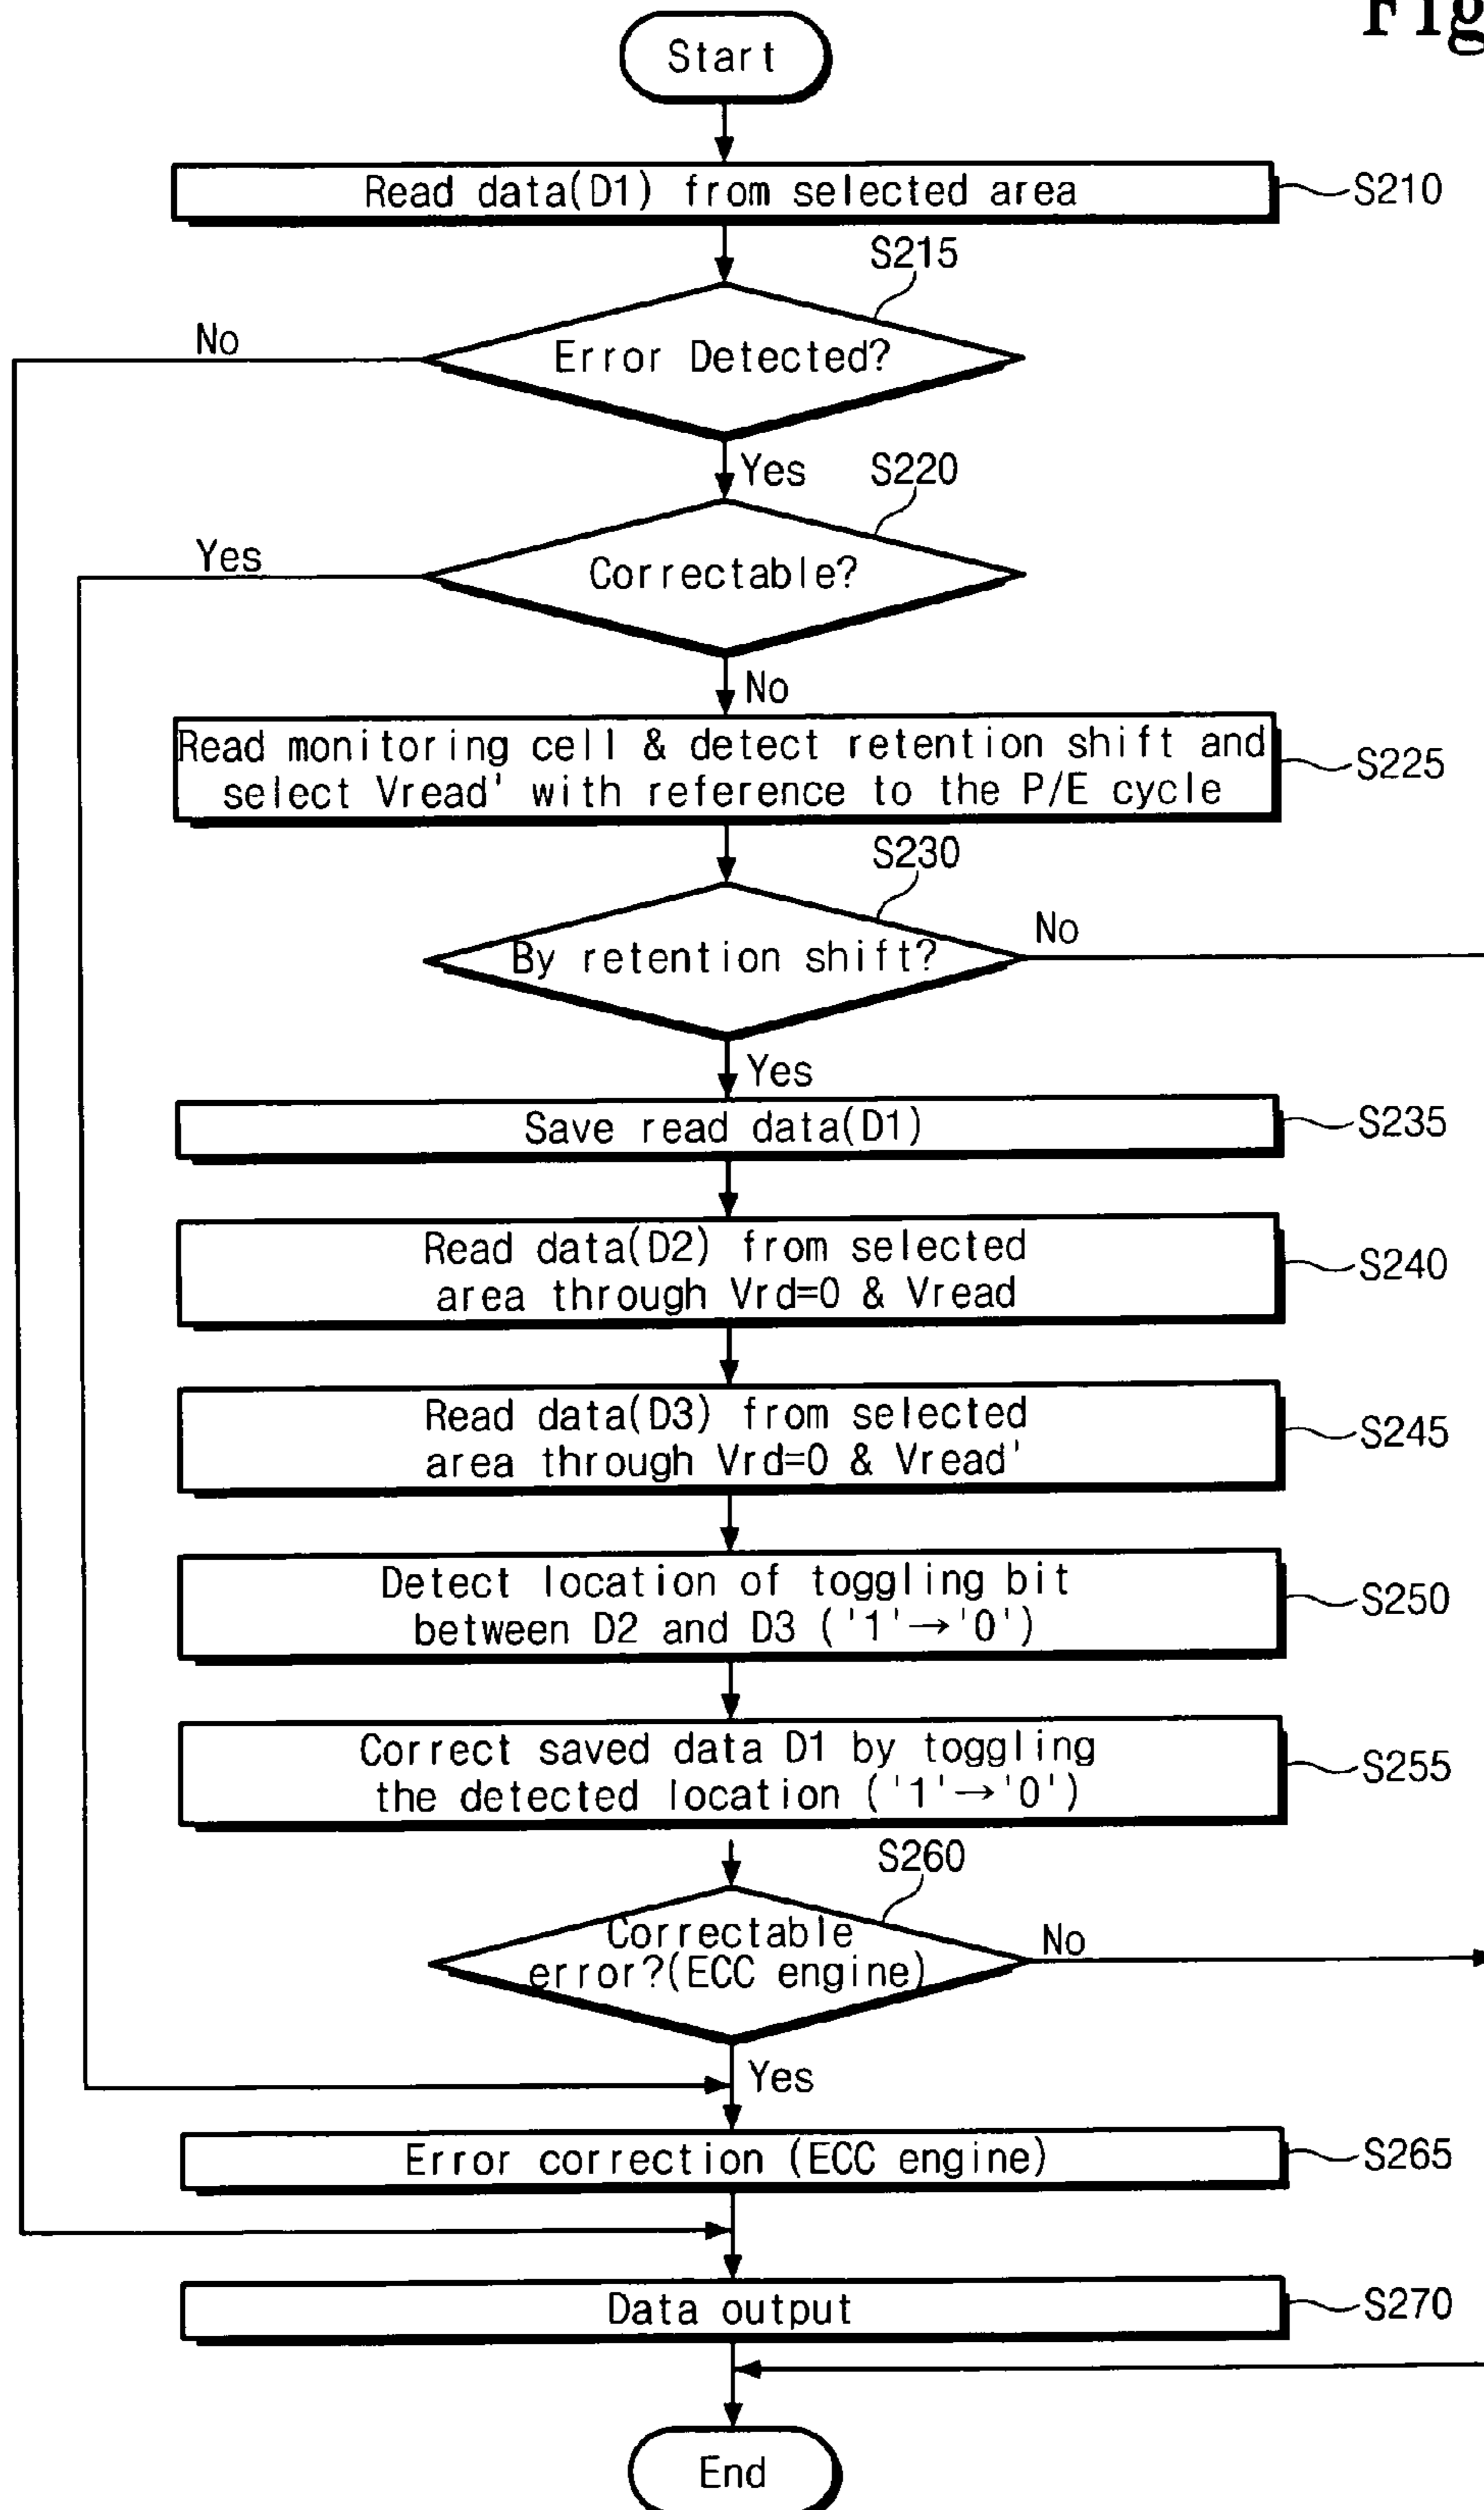 Fig
Start
Read data(D1) from selected area
S210
S215
No
Error Detected?
Yes
S220
Yes
Correctable?
No
Read monitoring cell & detect retention shift and
select Vread' with reference to the P/E cycle
S225
S230
No
By retention shift?
Yes
Save read data(D1)
S235
Read data(D2) from selected
area through Vrd=0 & Vread
S240
Read data(D3) from selected
area through Vrd=0 & Vread'
S245
Detect location of toggling bit
between D2 and D3 ('1'→'0')
S250
Correct saved data D1 by toggling
the detected location ('1'→'0')
S255
S260
Correctable
error?(ECC engine)
No
Yes
Error correction (ECC engine)
S265
Data output
S270
End